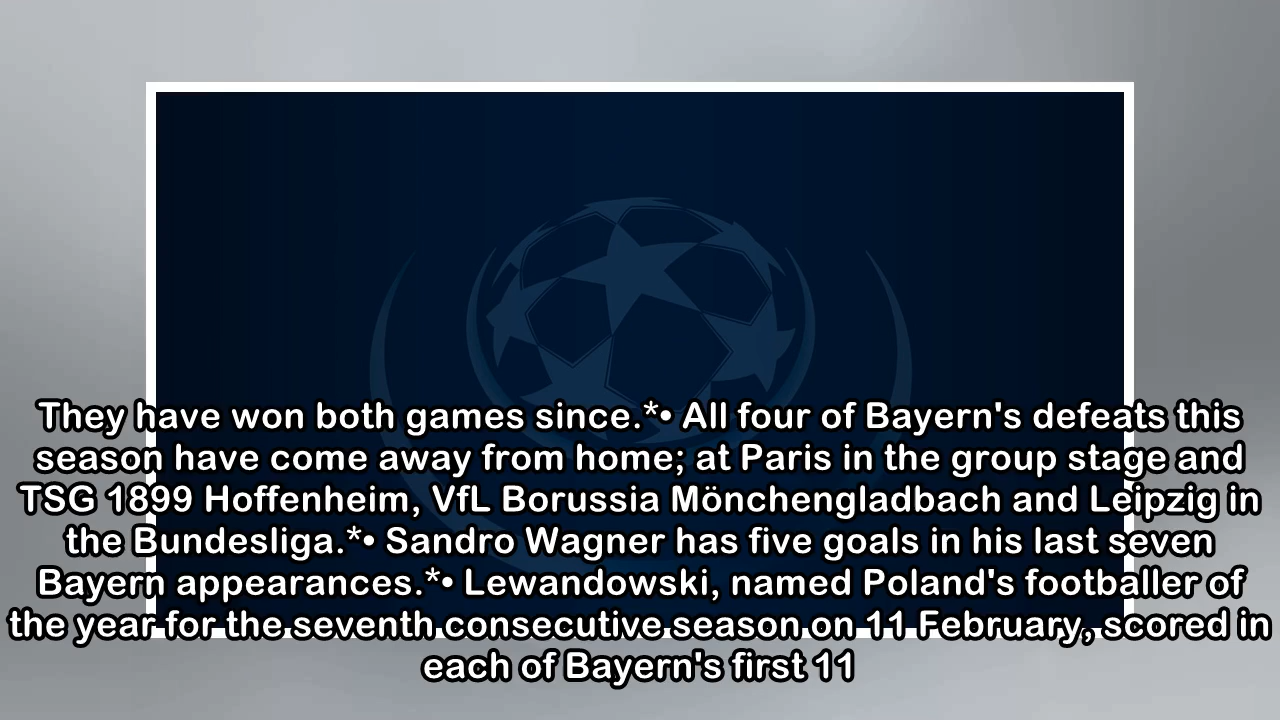 They have won both games since.*• All four of Bayern's defeats this
season have come away from home; at Paris in the group stage and
TSG 1899 Hoffenheim, VfL Borussia Mönchengladbach and Leipzig in
the Bundesliga.*• Sandro Wagner has five goals in his last seven
Bayern appearances.*• Lewandowski, named Poland's footballer of
the year for the seventh consecutive season on 11 February, scored in
each of Bayern's first 11